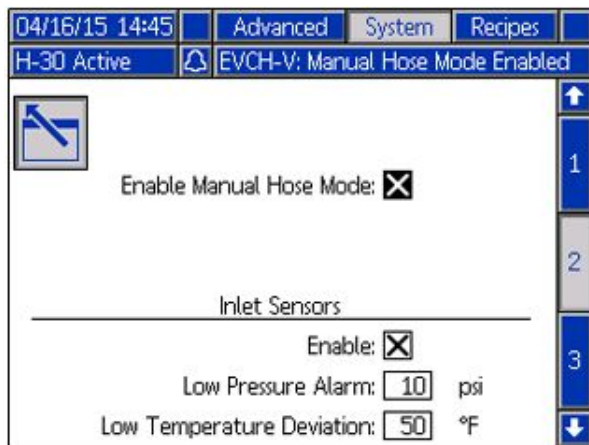 04/16/15 14:45 Advanced System Recipes
H-30 Active EVCH-V: Manual Hose Mode Enabled
1
Enable Manual Hose Mode:
2
Inlet Sensors
Enable:
3
Low Pressure Alarm: 10 psi
Low Temperature Deviation: 50 °F